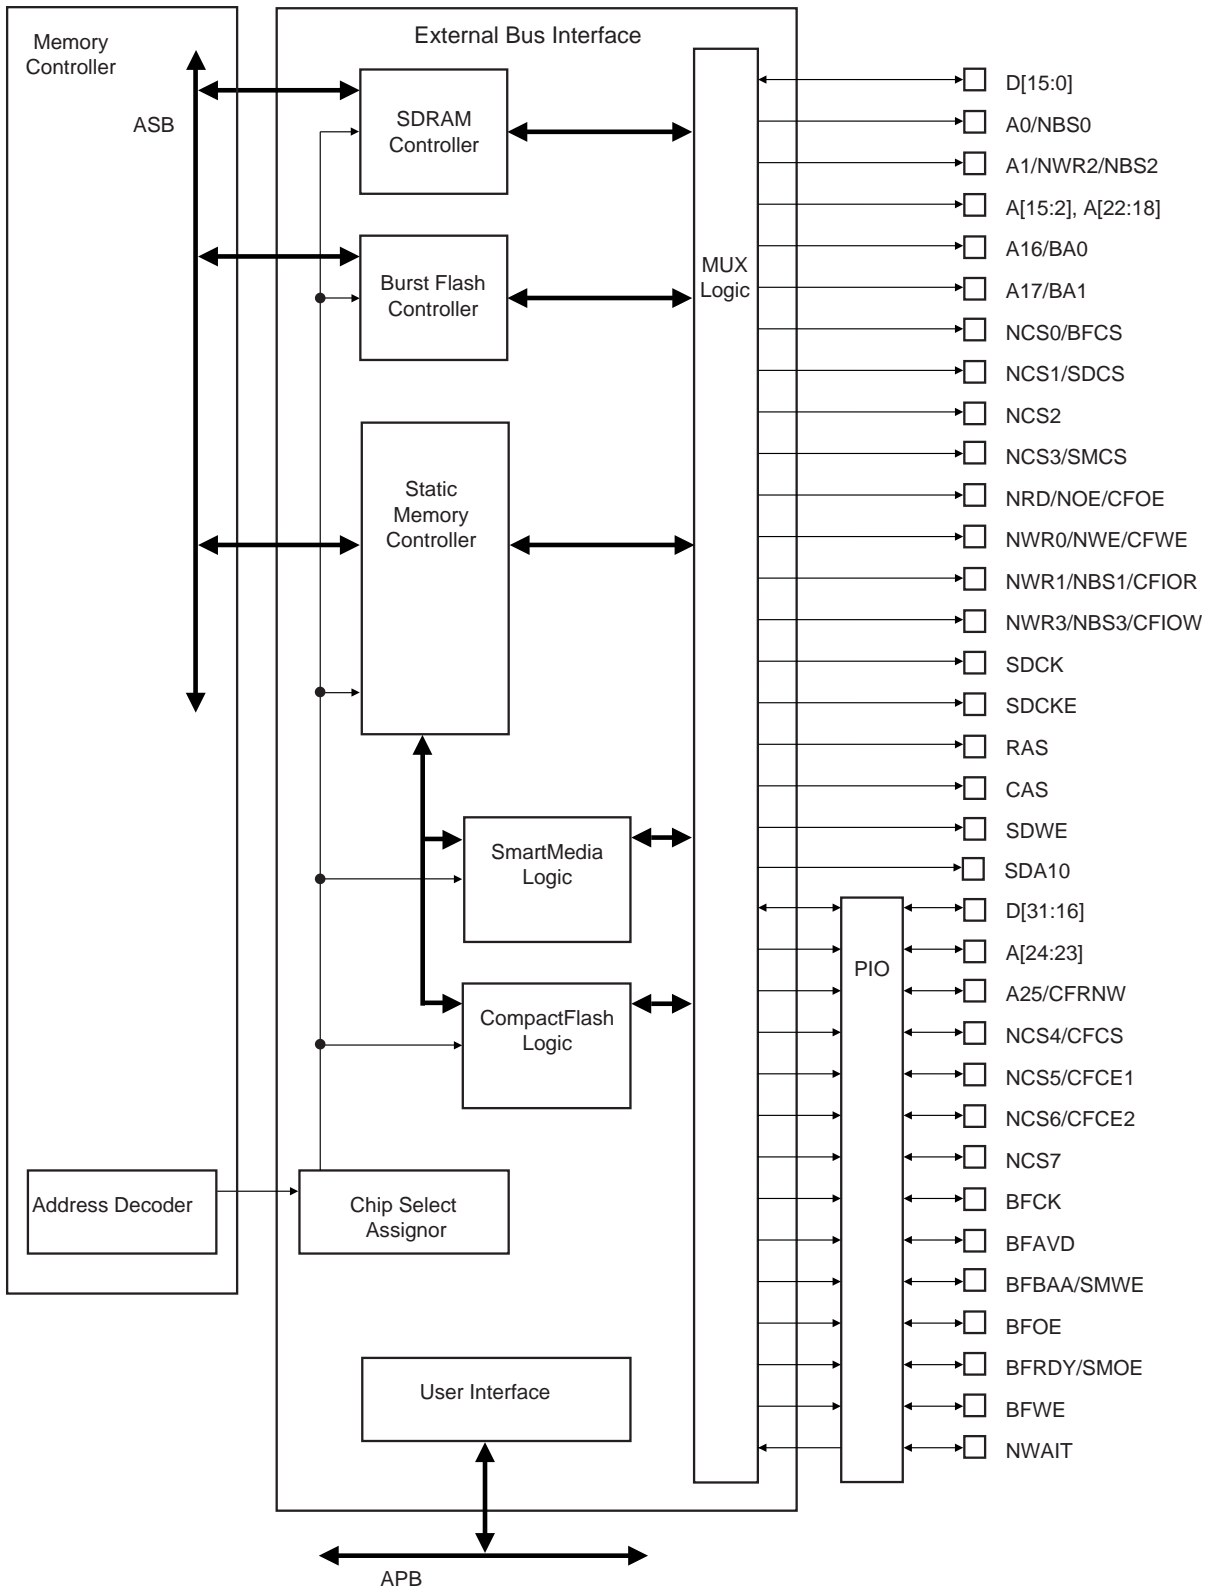 External Bus Interface
Memory
Controller
ASB
SDRAM
Controller
Burst Flash
Controller
MUX
Logic
Static
Memory
Controller
SmartMedia
Logic
CompactFlash
Logic
PIO
Address Decoder
Chip Select
Assignor
User Interface
APB
D[15:0]
A0/NBS0
A1/NWR2/NBS2
A[15:2], A[22:18]
A16/BA0
A17/BA1
NCS0/BFCS
NCS1/SDCS
NCS2
NCS3/SMCS
NRD/NOE/CFOE
NWR0/NWE/CFWE
NWR1/NBS1/CFIOR
NWR3/NBS3/CFIOW
SDCK
SDCKE
RAS
CAS
SDWE
SDA10
D[31:16]
A[24:23]
A25/CFRNW
NCS4/CFCS
NCS5/CFCE1
NCS6/CFCE2
NCS7
BFCK
BFAVD
BFBAA/SMWE
BFOE
BFRDY/SMOE
BFWE
NWAIT